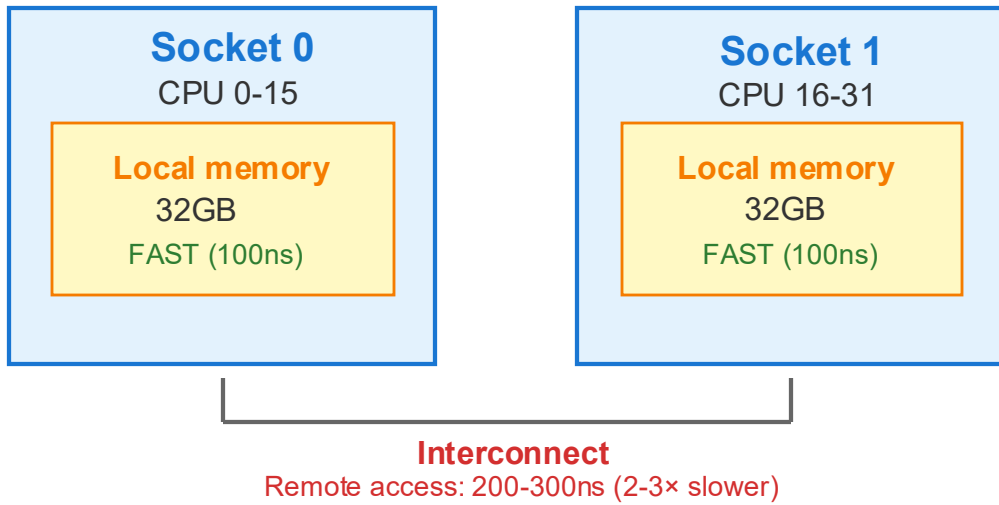 Socket 0
CPU 0-15
Local memory
32GB
FAST (100ns)
Socket 1
CPU 16-31
Local memory
32GB
FAST (100ns)
Interconnect
Remote access: 200-300ns (2-3× slower)